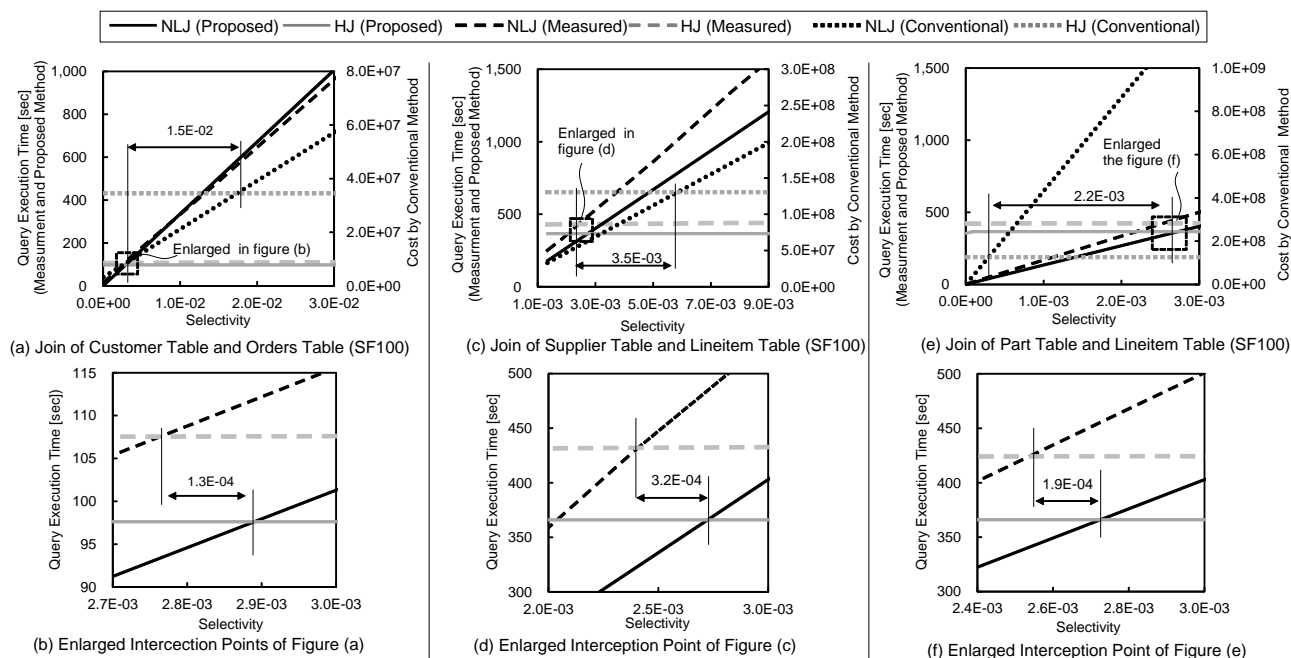 NLJ (Proposed) HJ (Proposed) NLJ (Measured) HJ (Measured) NLJ (Conventional) HJ (Conventional)
Query Execution Time [sec]
(Measurment and Proposed Method)
1,000
800
600
400
200
0
8.0E+07
6.0E+07
4.0E+07
2.0E+07
0.0E+00
Cost by Conventional Method
1.5E-02
Enlarged in figure (b)
0.0E+00 1.0E-02 2.0E-02 3.0E-02
Selectivity
(a) Join of Customer Table and Orders Table (SF100)
Query Execution Time [sec]
(Measurment and Proposed Method)
1,500
1,000
500
0
3.0E+08
2.5E+08
2.0E+08
1.5E+08
1.0E+08
5.0E+07
0.0E+00
Cost by Conventional Method
Enlarged in
figure (d)
3.5E-03
1.0E-03 3.0E-03 5.0E-03 7.0E-03 9.0E-03
Selectivity
(c) Join of Supplier Table and Lineitem Table (SF100)
Query Execution Time [sec]
(Measurment and Proposed Method)
1,500
1,000
500
0
1.0E+09
8.0E+08
6.0E+08
4.0E+08
2.0E+08
0.0E+00
Cost by Conventional Method
Enlarged
the figure (f)
2.2E-03
0.0E+00 1.0E-03 2.0E-03 3.0E-03
Selectivity
(e) Join of Part Table and Lineitem Table (SF100)
Query Execution Time [sec]
115
110
105
100
95
90
1.3E-04
2.7E-03 2.8E-03 2.9E-03 3.0E-03
Selectivity
(b) Enlarged Intercection Points of Figure (a)
Query Execution Time [sec]
500
450
400
350
300
3.2E-04
2.0E-03 2.5E-03 3.0E-03
Selectivity
(d) Enlarged Interception Point of Figure (c)
Query Execution Time [sec]
500
450
400
350
300
1.9E-04
2.4E-03 2.6E-03 2.8E-03 3.0E-03
Selectivity
(f) Enlarged Interception Point of Figure (e)